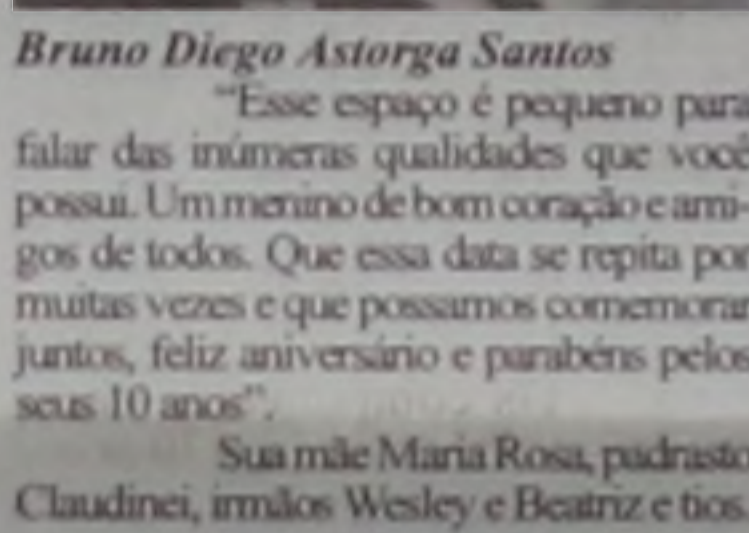 Bruno Diego Astorga Santos
"Esse espaço é pequeno para
falar das inúmeras qualidades que você
possui. Um menino de bom coração e ami-
gos de todos. Que essa data se repita por
muitas vezes e que possamos comemorar
juntos, feliz aniversário e parabéns pelos
seus 10 anos".
Sua mãe Maria Rosa, padrasto
Claudinei, irmãos Wesley e Beatriz e tios.